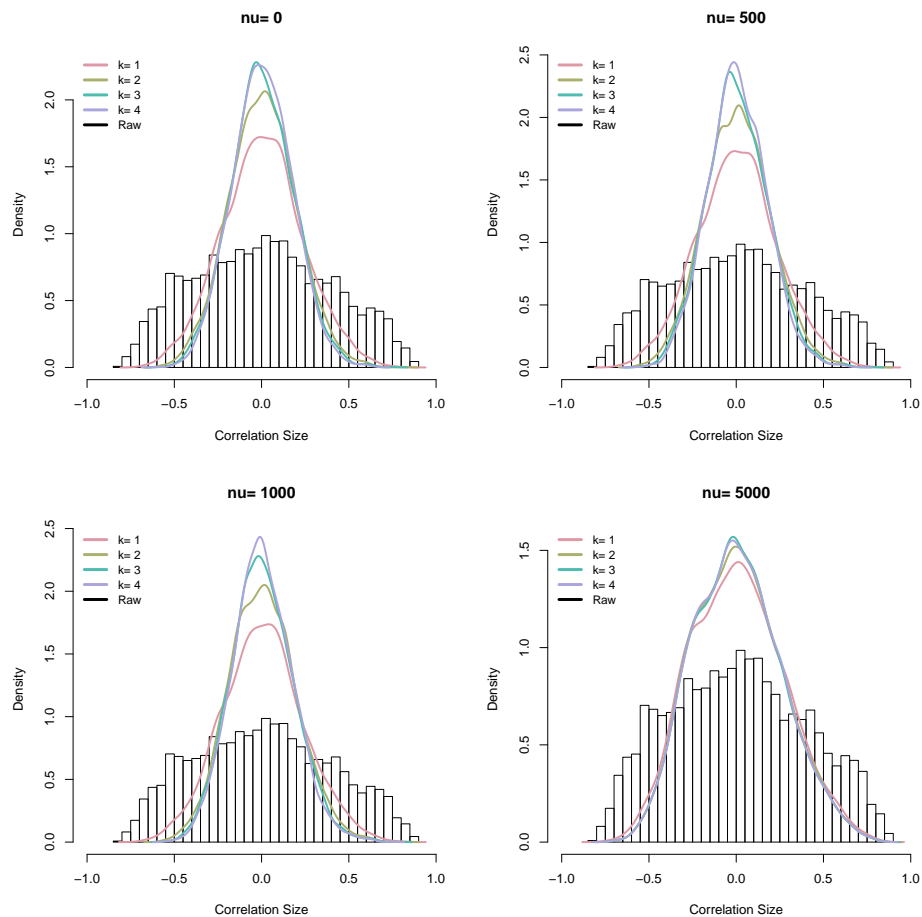 nu= 0
k= 1
k= 2
k= 3
k= 4
Raw
Density
0.0 0.5 1.0 1.5 2.0
−1.0 −0.5 0.0 0.5 1.0
Correlation Size
nu= 500
k= 1
k= 2
k= 3
k= 4
Raw
Density
0.0 0.5 1.0 1.5 2.0 2.5
−1.0 −0.5 0.0 0.5 1.0
Correlation Size
nu= 1000
k= 1
k= 2
k= 3
k= 4
Raw
Density
0.0 0.5 1.0 1.5 2.0 2.5
−1.0 −0.5 0.0 0.5 1.0
Correlation Size
nu= 5000
k= 1
k= 2
k= 3
k= 4
Raw
Density
0.0 0.5 1.0 1.5
−1.0 −0.5 0.0 0.5 1.0
Correlation Size